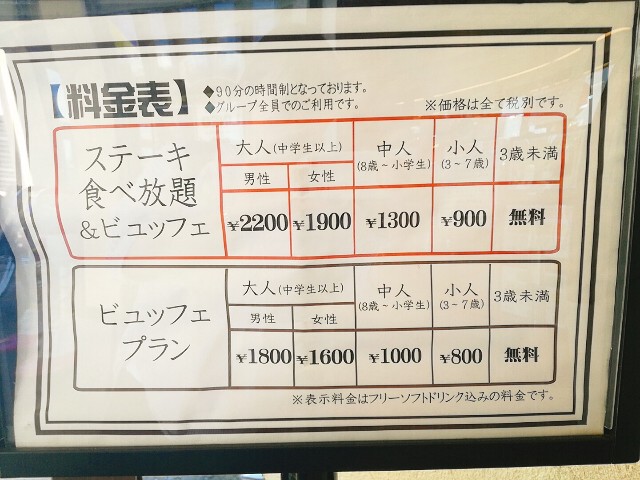 【料金表】
◆90分の時間制となっております。
◆グループ全員でのご利用です。
※価格は全て税別です。
ステーキ
食べ放題
&ビュッフェ
大人(中学生以上)
男性
女性
中人
(8歳～小学生)
小人
(3～7歳)
3歳未満
¥2200
¥1900
¥1300
¥900
無料
ビュッフェ
プラン
大人(中学生以上)
男性
女性
中人
(8歳～小学生)
小人
(3～7歳)
3歳未満
¥1800
¥1600
¥1000
¥800
無料
※表示料金はフリーソフトドリンク込みの料金です。